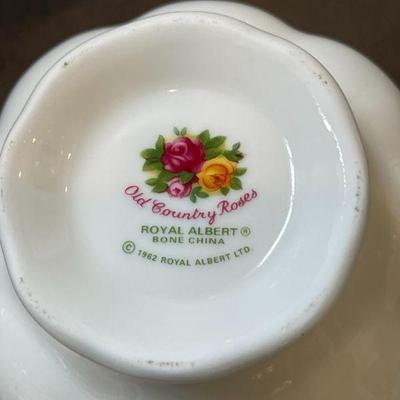 Old Country Roses
ROYAL ALBERT®
BONE CHINA
© 1962 ROYAL ALBERT LTD.